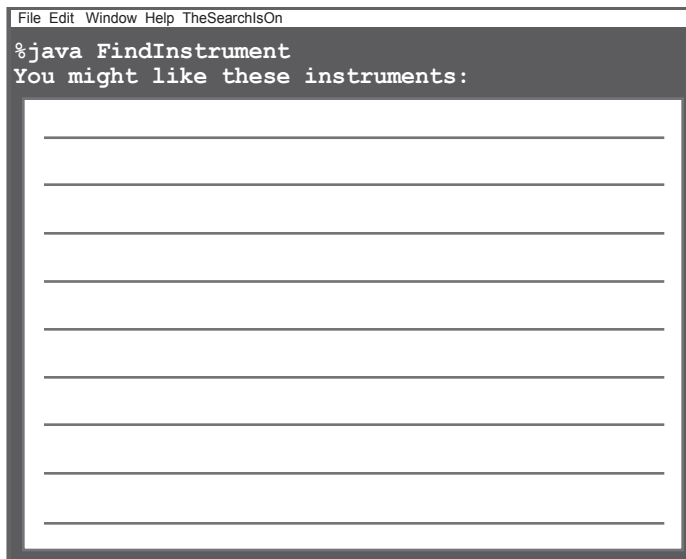 File Edit Window Help TheSearchIsOn
%java FindInstrument
You might like these instruments: